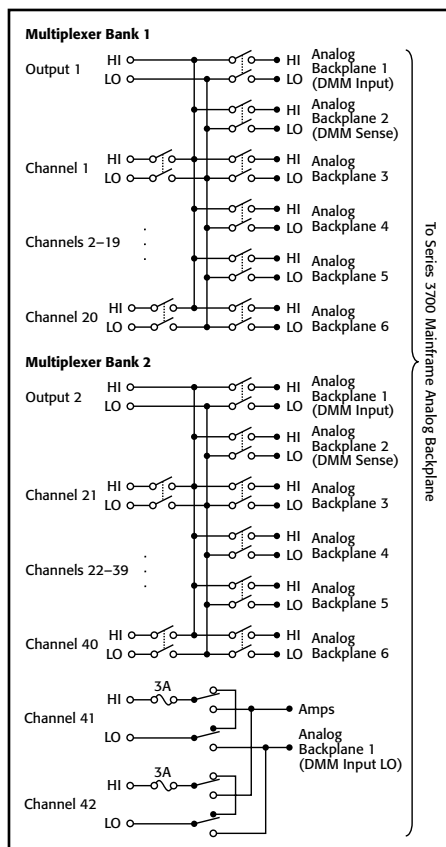 Multiplexer Bank 1
Output 1 HI HI Analog
LO LO Backplane 1
(DMM Input)
HI Analog
LO Backplane 2
(DMM Sense)
Channel 1 HI HI Analog
LO LO Backplane 3
HI Analog
LO Backplane 4
Channels 2–19
HI Analog
LO Backplane 5
Channel 20 HI HI Analog
LO LO Backplane 6
Multiplexer Bank 2
Output 2 HI HI Analog
LO LO Backplane 1
(DMM Input)
HI Analog
LO Backplane 2
(DMM Sense)
Channel 21 HI HI Analog
LO LO Backplane 3
HI Analog
LO Backplane 4
Channels 22–39
HI Analog
LO Backplane 5
Channel 40 HI HI Analog
LO LO Backplane 6
3A
Channel 41 HI
LO
Amps
Analog
Backplane 1
(DMM Input LO)
3A
Channel 42 HI
LO
To Series 3700 Mainframe Analog Backplane